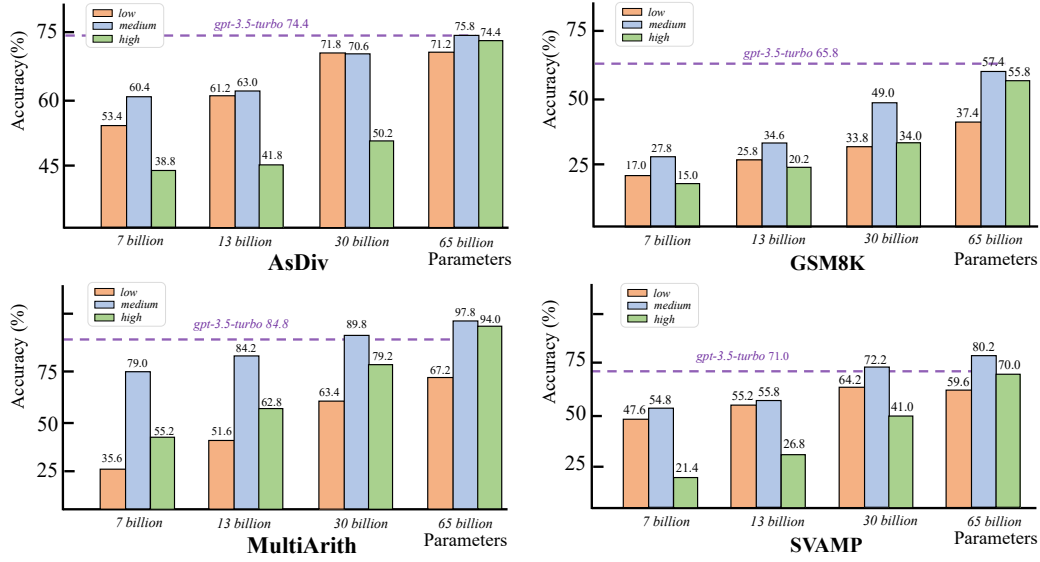 Accuracy(%)
75
60
45
low
medium
high
gpt-3.5-turbo 74.4
53.4
60.4
38.8
61.2
63.0
41.8
71.8
70.6
50.2
71.2
75.8
74.4
7 billion
13 billion
30 billion
65 billion
AsDiv
Parameters
Accuracy (%)
50
25
low
medium
high
gpt-3.5-turbo 65.8
17.0
27.8
15.0
25.8
34.6
20.2
33.8
49.0
34.0
37.4
57.4
55.8
7 billion
13 billion
30 billion
65 billion
GSM8K
Parameters
Accuracy (%)
75
50
25
low
medium
high
gpt-3.5-turbo 84.8
35.6
79.0
55.2
51.6
84.2
62.8
63.4
89.8
79.2
67.2
97.8
94.0
7 billion
13 billion
30 billion
65 billion
MultiArith
Parameters
Accuracy (%)
75
50
25
low
medium
high
gpt-3.5-turbo 71.0
47.6
54.8
21.4
55.2
55.8
26.8
64.2
72.2
41.0
59.6
80.2
70.0
7 billion
13 billion
30 billion
65 billion
SVAMP
Parameters